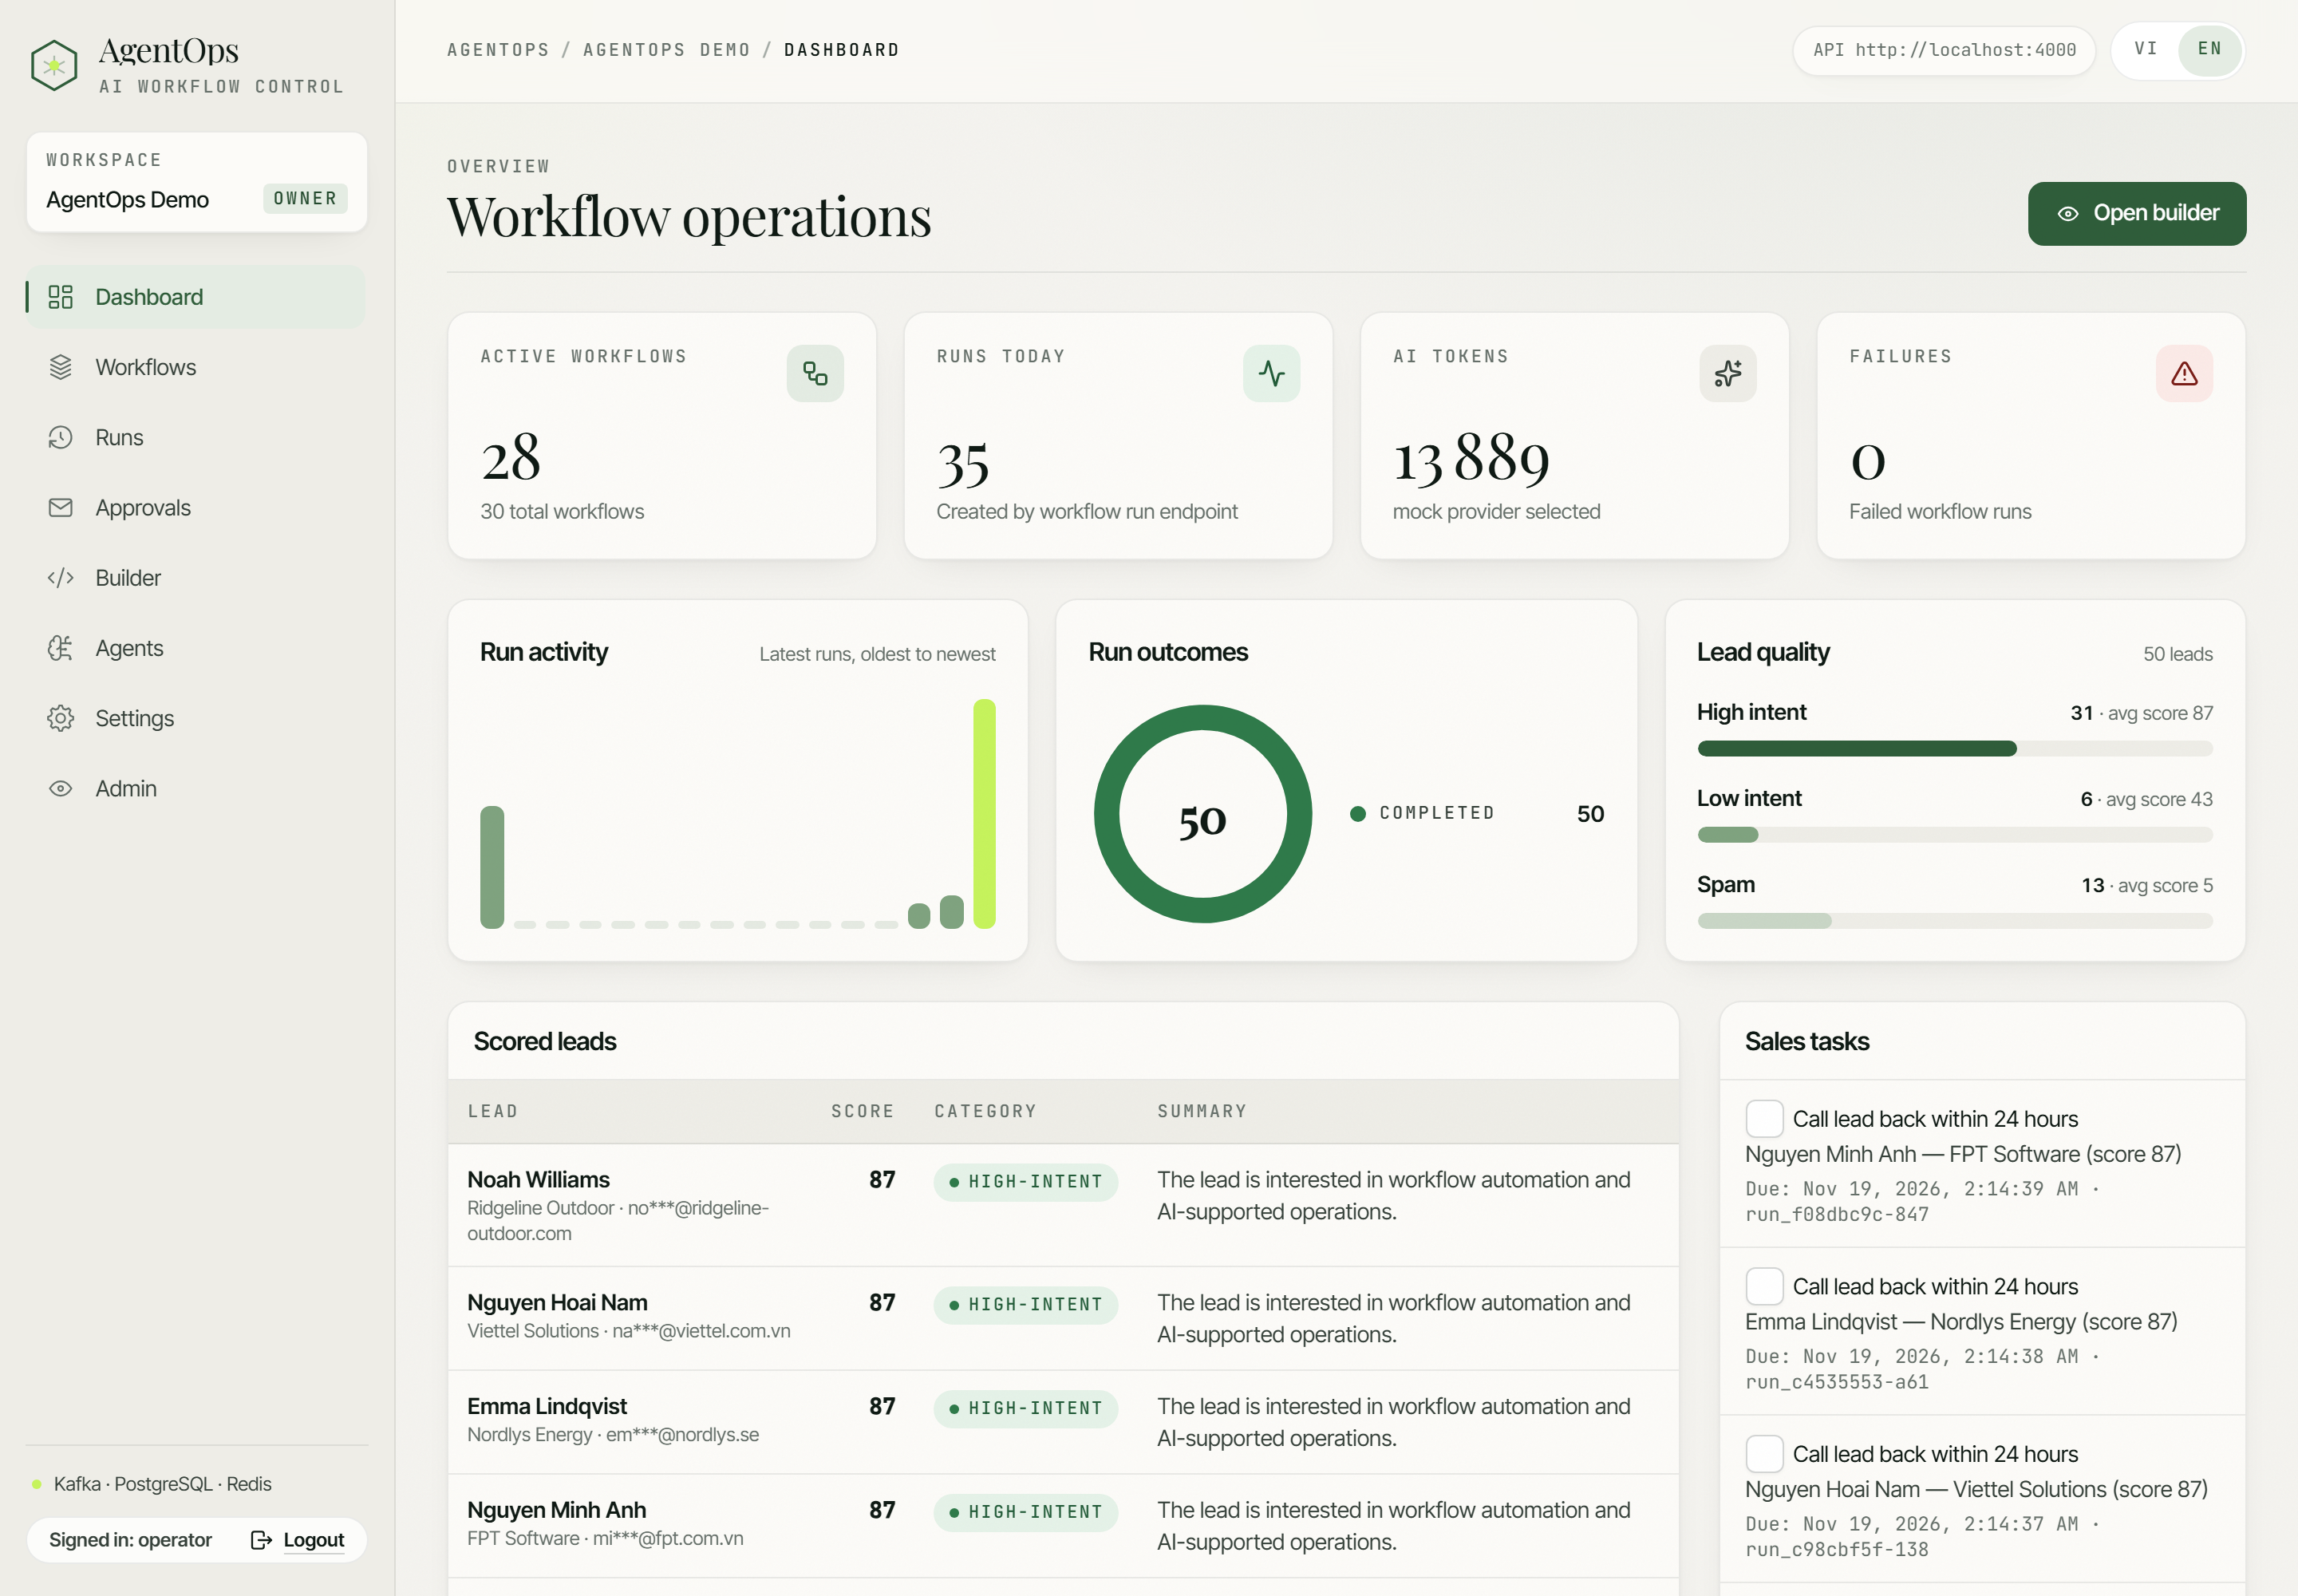 AgentOps
AI WORKFLOW CONTROL
WORKSPACE
AgentOps Demo
OWNER
Dashboard
Workflows
Runs
Approvals
Builder
Agents
Settings
Admin
Kafka · PostgreSQL · Redis
Signed in: operator
Logout
AGENTOPS / AGENTOPS DEMO / DASHBOARD
API http://localhost:4000
VI
EN
OVERVIEW
Workflow operations
Open builder
ACTIVE WORKFLOWS
28
30 total workflows
RUNS TODAY
35
Created by workflow run endpoint
AI TOKENS
13 889
mock provider selected
FAILURES
0
Failed workflow runs
Run activity
Latest runs, oldest to newest
Run outcomes
50
COMPLETED
50
Lead quality
50 leads
High intent
31 · avg score 87
Low intent
6 · avg score 43
Spam
13 · avg score 5
Scored leads
LEAD SCORE CATEGORY SUMMARY
Noah Williams
Ridgeline Outdoor · no***@ridgeline-
outdoor.com
87
HIGH-INTENT
The lead is interested in workflow automation and
AI-supported operations.
Nguyen Hoai Nam
Viettel Solutions · na***@viettel.com.vn
87
HIGH-INTENT
The lead is interested in workflow automation and
AI-supported operations.
Emma Lindqvist
Nordlys Energy · em***@nordlys.se
87
HIGH-INTENT
The lead is interested in workflow automation and
AI-supported operations.
Nguyen Minh Anh
FPT Software · mi***@fpt.com.vn
87
HIGH-INTENT
The lead is interested in workflow automation and
AI-supported operations.
Sales tasks
Call lead back within 24 hours
Nguyen Minh Anh — FPT Software (score 87)
Due: Nov 19, 2026, 2:14:39 AM ·
run_f08dbc9c-847
Call lead back within 24 hours
Emma Lindqvist — Nordlys Energy (score 87)
Due: Nov 19, 2026, 2:14:38 AM ·
run_c4535553-a61
Call lead back within 24 hours
Nguyen Hoai Nam — Viettel Solutions (score 87)
Due: Nov 19, 2026, 2:14:37 AM ·
run_c98cbf5f-138